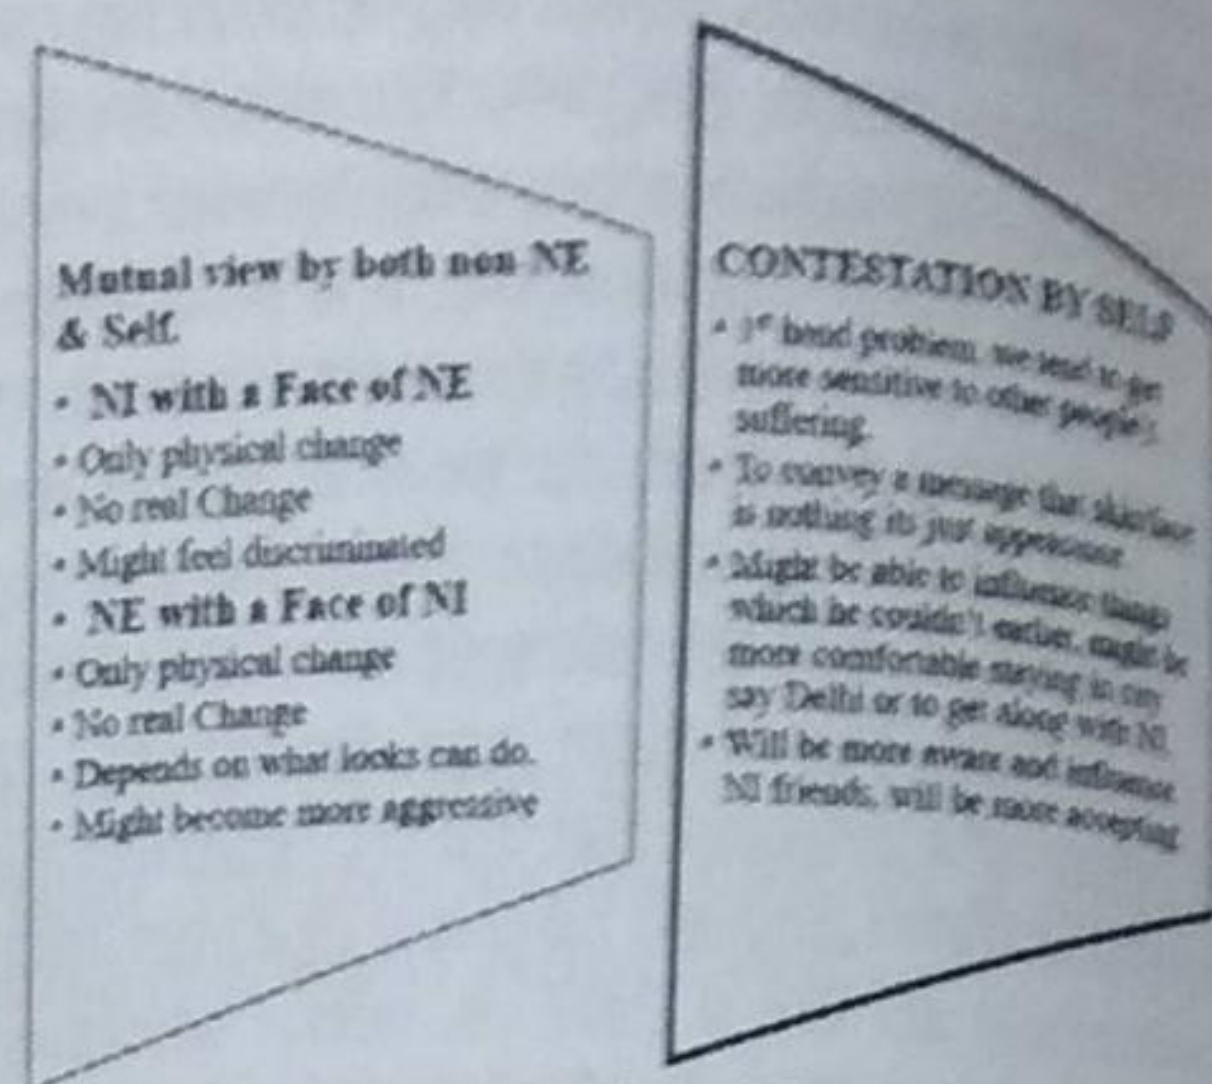 Mutual view by both non-NE
& Self.
• NI with a Face of NE
• Only physical change
• No real Change
• Might feel discriminated
• NE with a Face of NI
• Only physical change
• No real Change
• Depends on what looks can do.
• Might become more aggressive
CONTESTATION BY SELF
• 1st hand problem, we tend to get
more sensitive to other people's
suffering.
• To convey a message that
is nothing its just appearance
• Might be able to influence things
which he couldn't earlier, might be
more comfortable staying in
say Delhi or to get along with NI.
• Will be more aware and influence
NI friends, will be more accepting